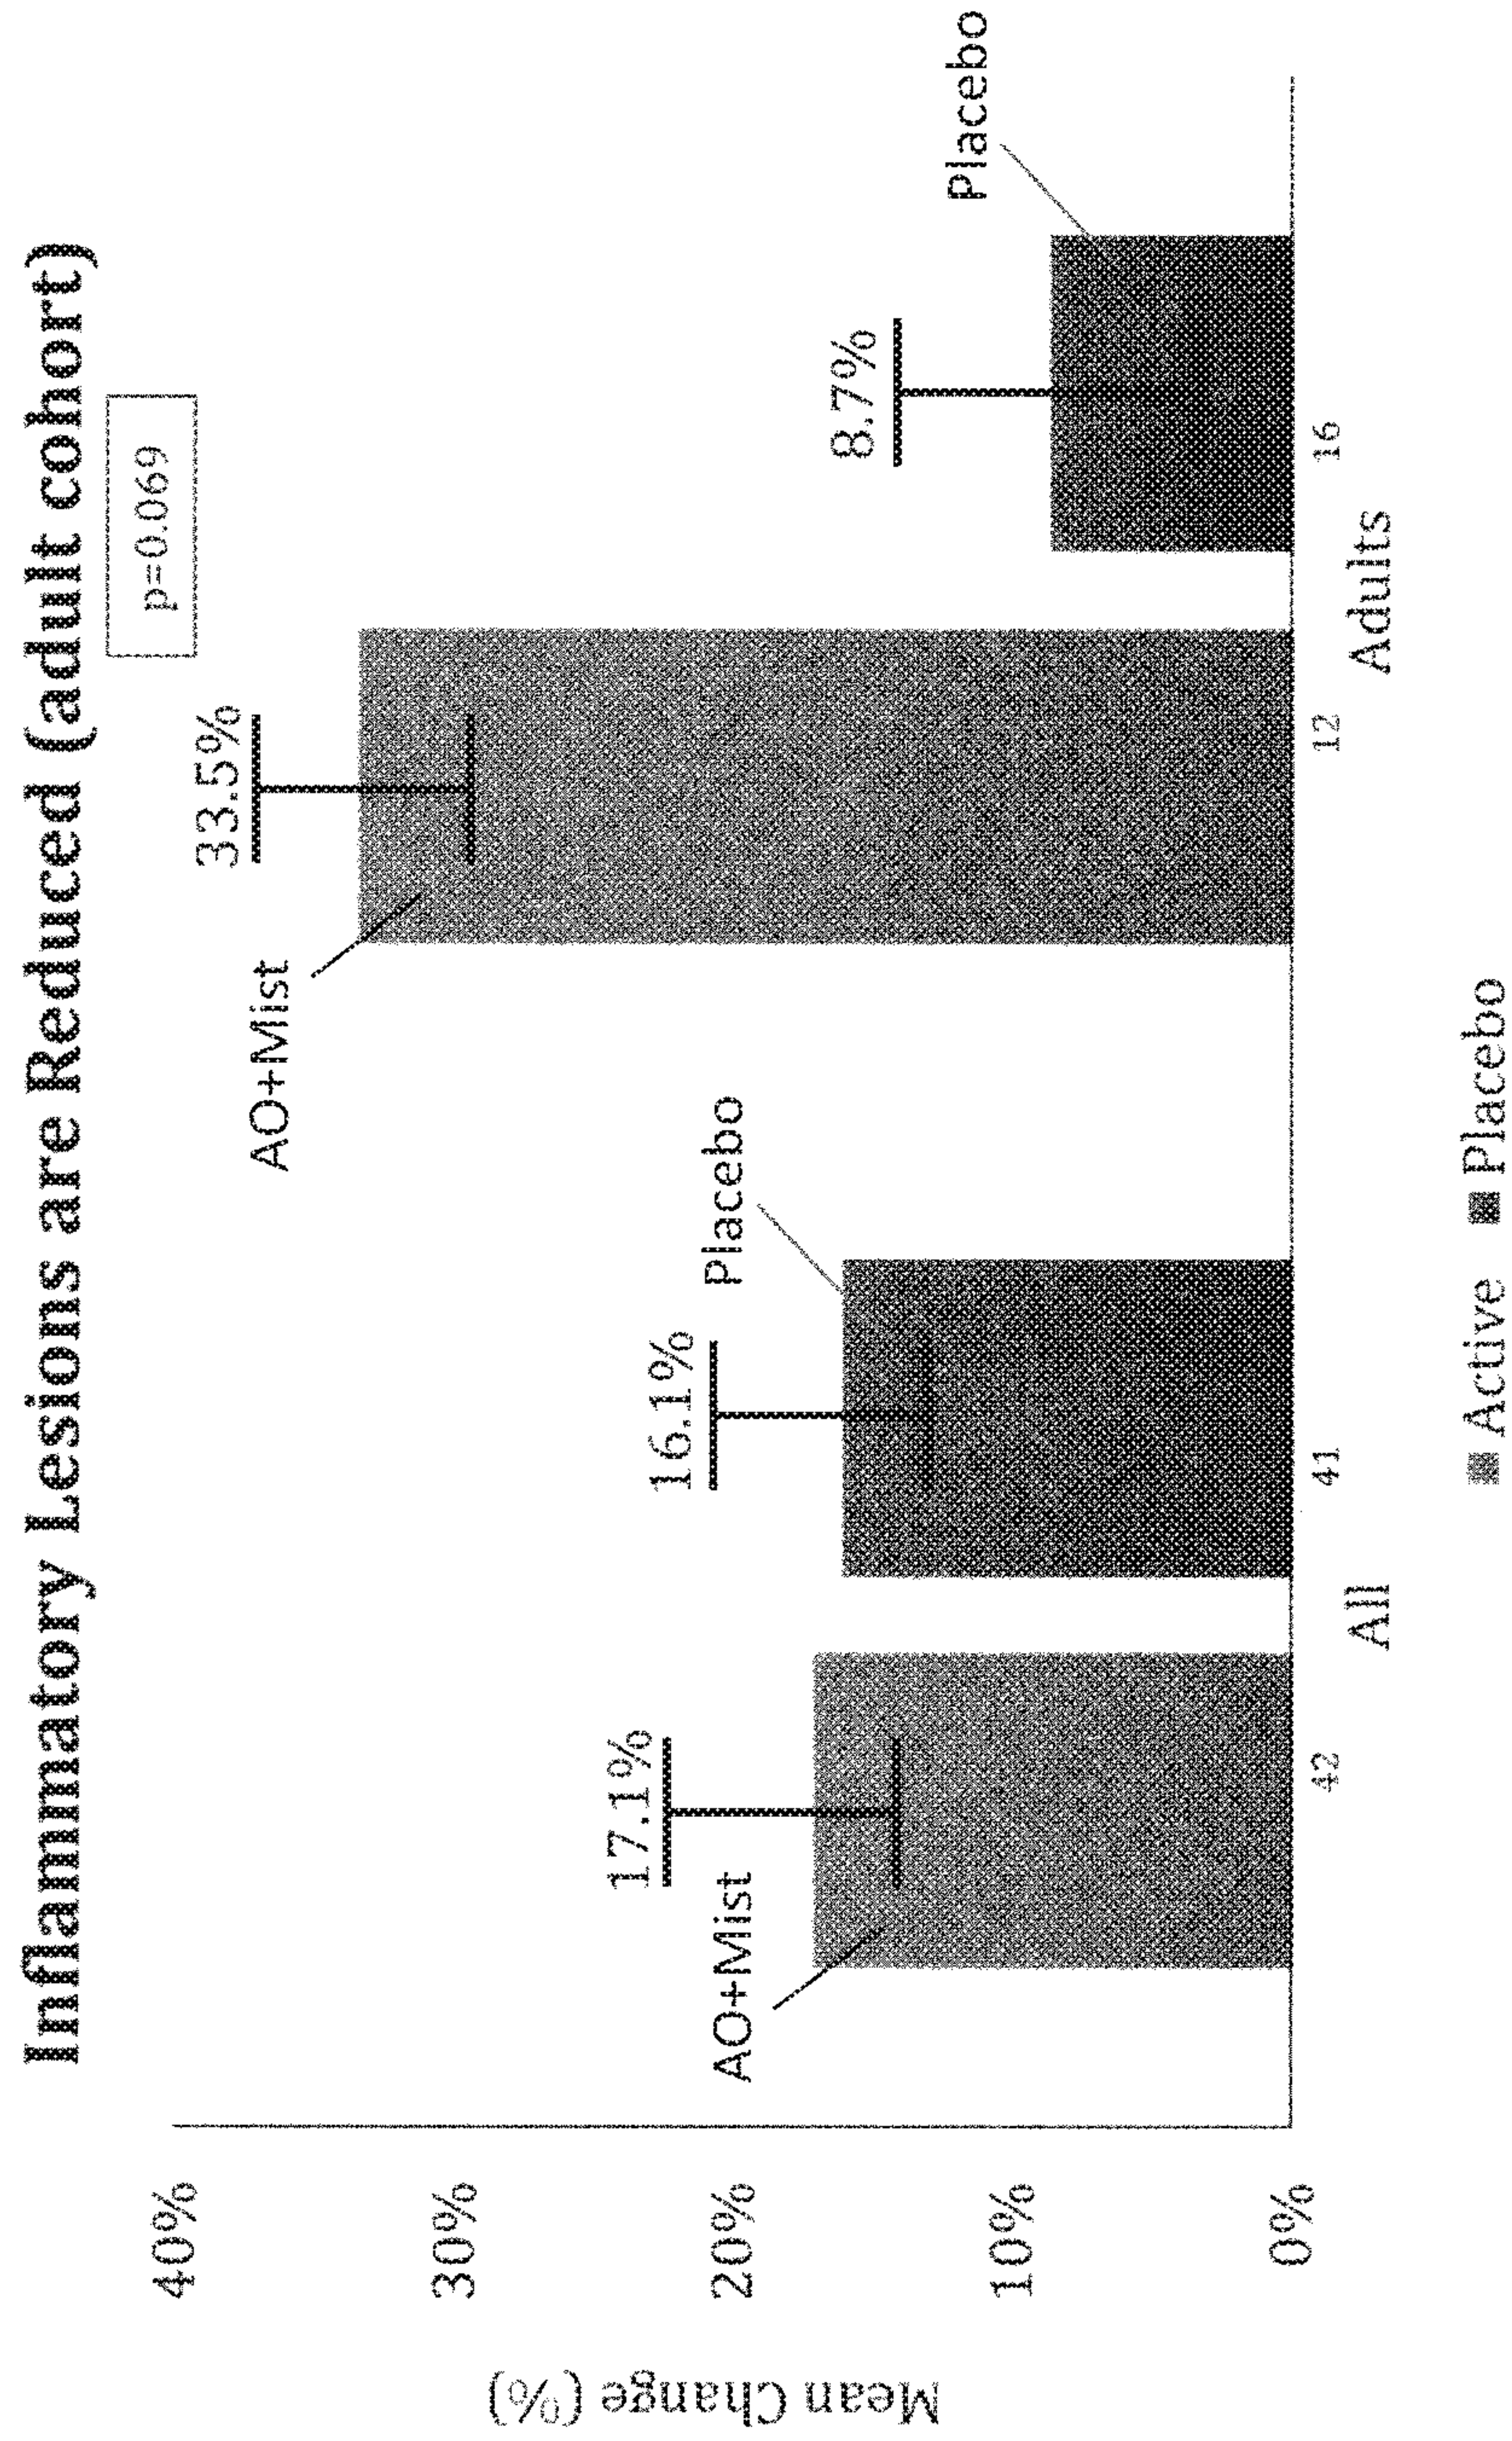 Inflammatory Lesions are Reduced (adult cohort)
p=0.069
40%
30%
20%
10%
0%
Mean Change (%)
AO+Mist
17.1%
16.1%
Placebo
AO+Mist
33.5%
8.7%
Placebo
42
41
12
16
All
Adults
Active
Placebo